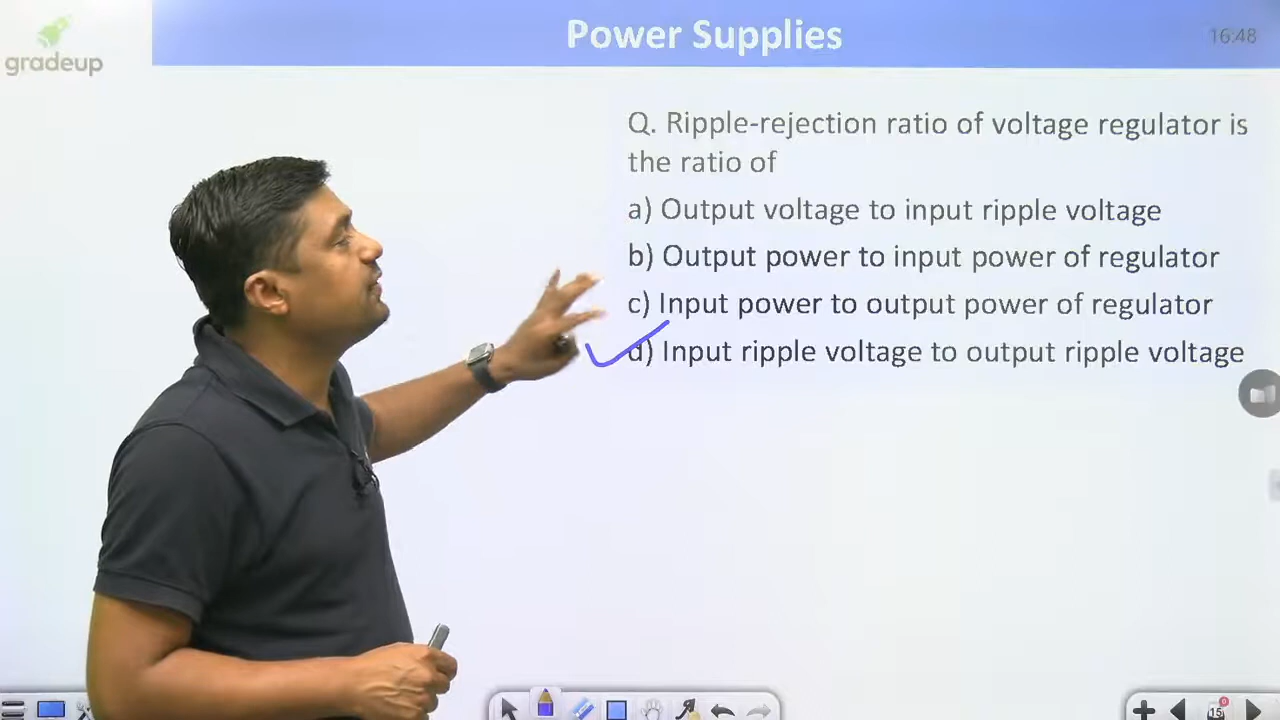 Power Supplies
16:48
gradeup
Q. Ripple-rejection ratio of voltage regulator is
the ratio of
a) Output voltage to input ripple voltage
b) Output power to input power of regulator
c) Input power to output power of regulator
d) Input ripple voltage to output ripple voltage
15